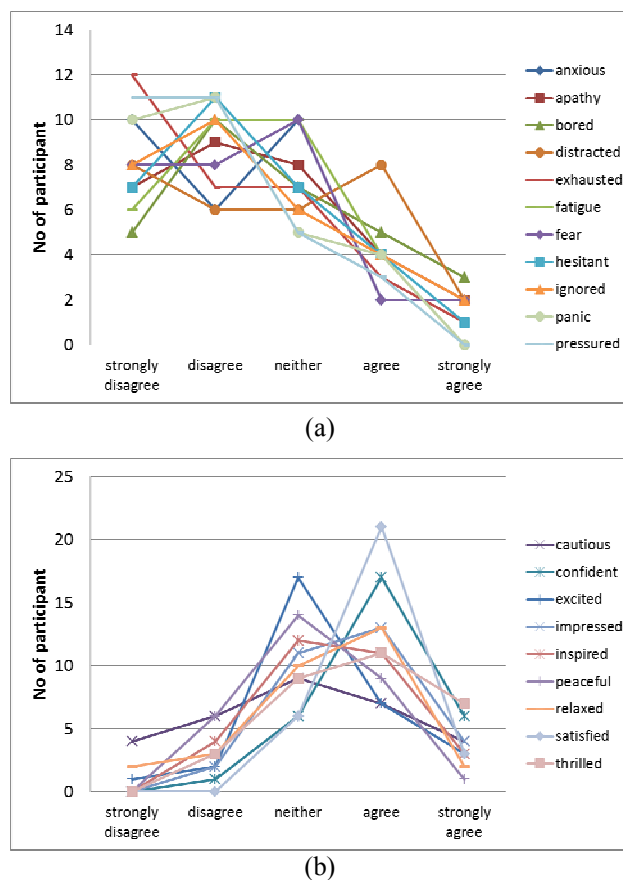 14
12
10
8
6
4
2
0
No of participant
strongly disagree
disagree
neither
agree
strongly agree
anxious
apathy
bored
distracted
exhausted
fatigue
fear
hesitant
ignored
panic
pressured
(a)
25
20
15
10
5
0
No of participant
strongly disagree
disagree
neither
agree
strongly agree
cautious
confident
excited
impressed
inspired
peaceful
relaxed
satisfied
thrilled
(b)